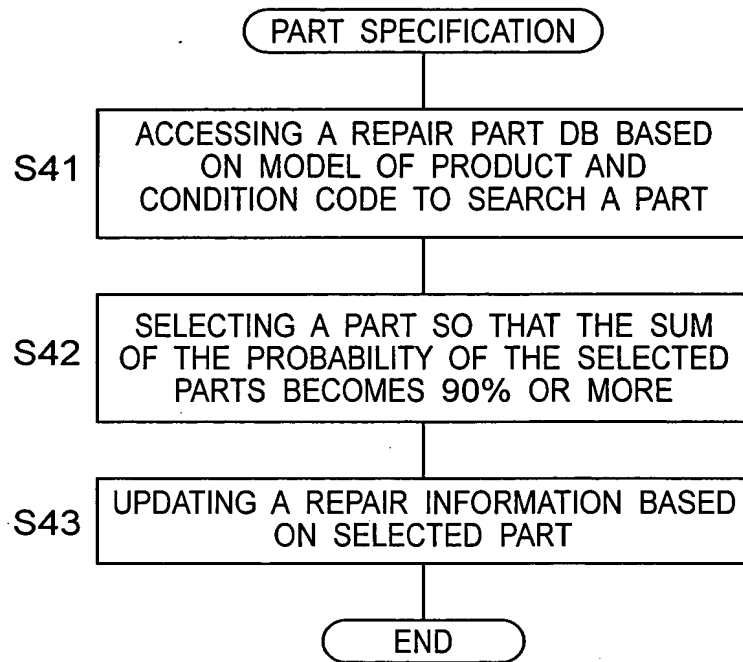 PART SPECIFICATION
S41
ACCESSING A REPAIR PART DB BASED
ON MODEL OF PRODUCT AND
CONDITION CODE TO SEARCH A PART
S42
SELECTING A PART SO THAT THE SUM
OF THE PROBABILITY OF THE SELECTED
PARTS BECOMES 90% OR MORE
S43
UPDATING A REPAIR INFORMATION BASED
ON SELECTED PART
END